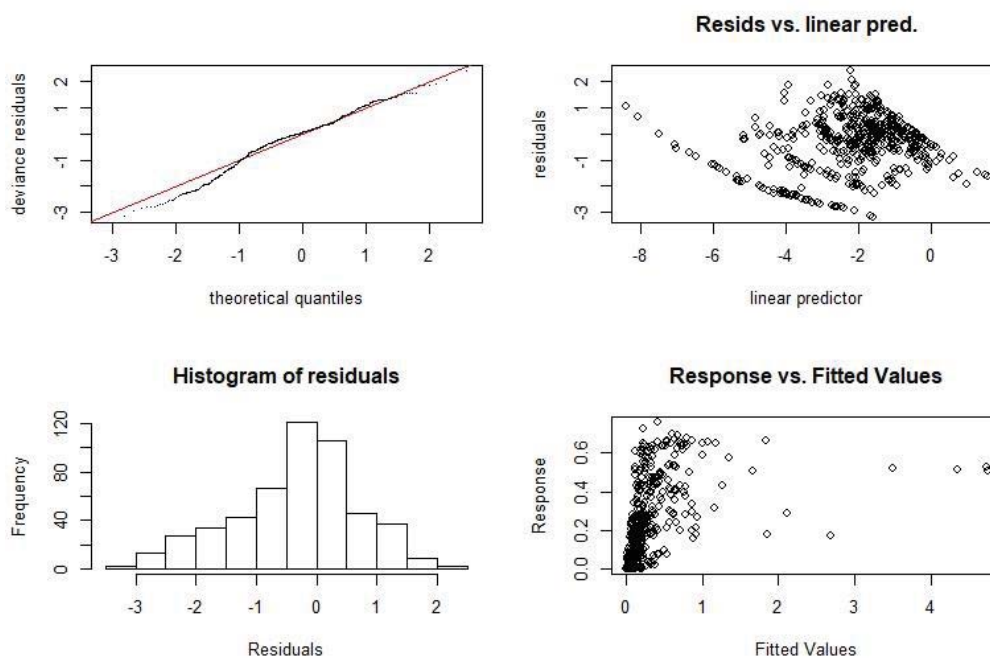 deviance residuals
2
1
-1
-3
-3 -2 -1 0 1 2
theoretical quantiles
Resids vs. linear pred.
residuals
2
1
-1
-3
-8 -6 -4 -2 0
linear predictor
Histogram of residuals
Frequency
120
80
40
0
-3 -2 -1 0 1 2
Residuals
Response vs. Fitted Values
Response
0.6
0.4
0.2
0.0
0 1 2 3 4
Fitted Values